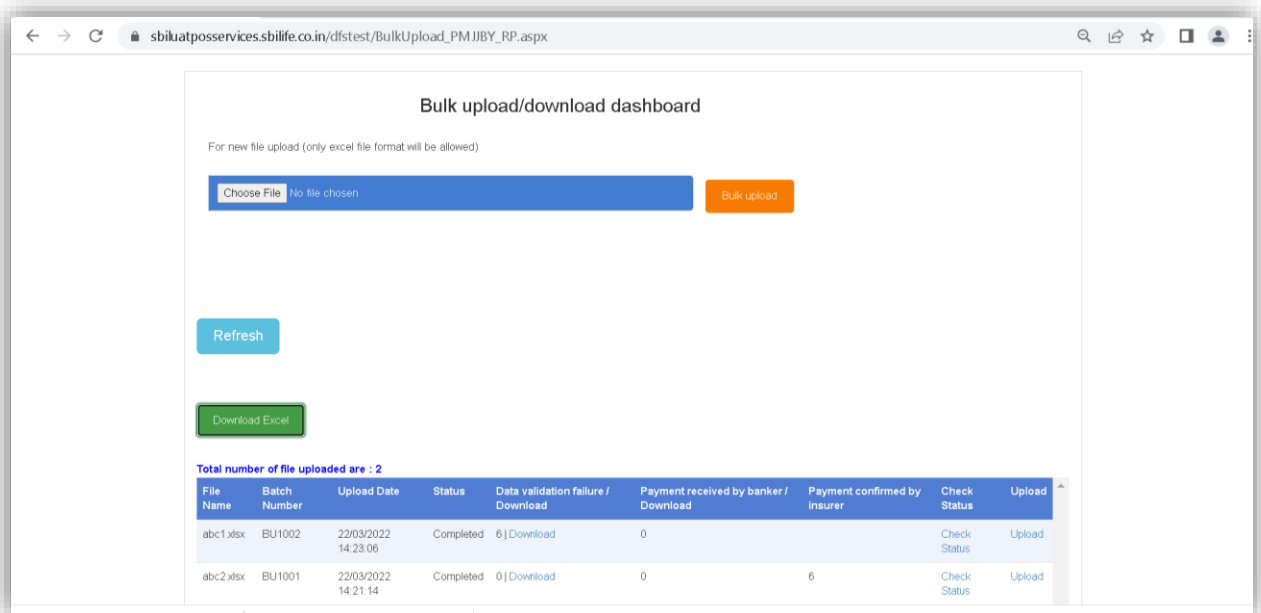 sbiluatposservices.sbilife.co.in/dfstest/BulkUpload_PMJJBY_RP.aspx
Bulk upload/download dashboard
For new file upload (only excel file format will be allowed)
Choose File No file chosen
Bulk upload
Refresh
Download Excel
Total number of file uploaded are : 2
File Name Batch Number Upload Date Status Data validation failure / Download Payment received by banker / Download Payment confirmed by insurer Check Status Upload
abc1.xlsx BU1002 22/03/2022 14:23:06 Completed 6 | Download 0 Check Status Upload
abc2.xlsx BU1001 22/03/2022 14:21:14 Completed 0 | Download 0 6 Check Status Upload